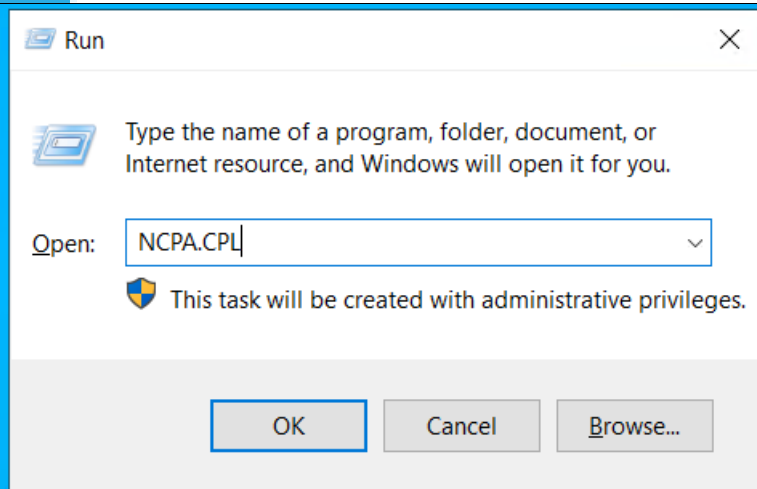 Run
Type the name of a program, folder, document, or
Internet resource, and Windows will open it for you.
Open: NCPA.CPL
This task will be created with administrative privileges.
OK Cancel Browse...